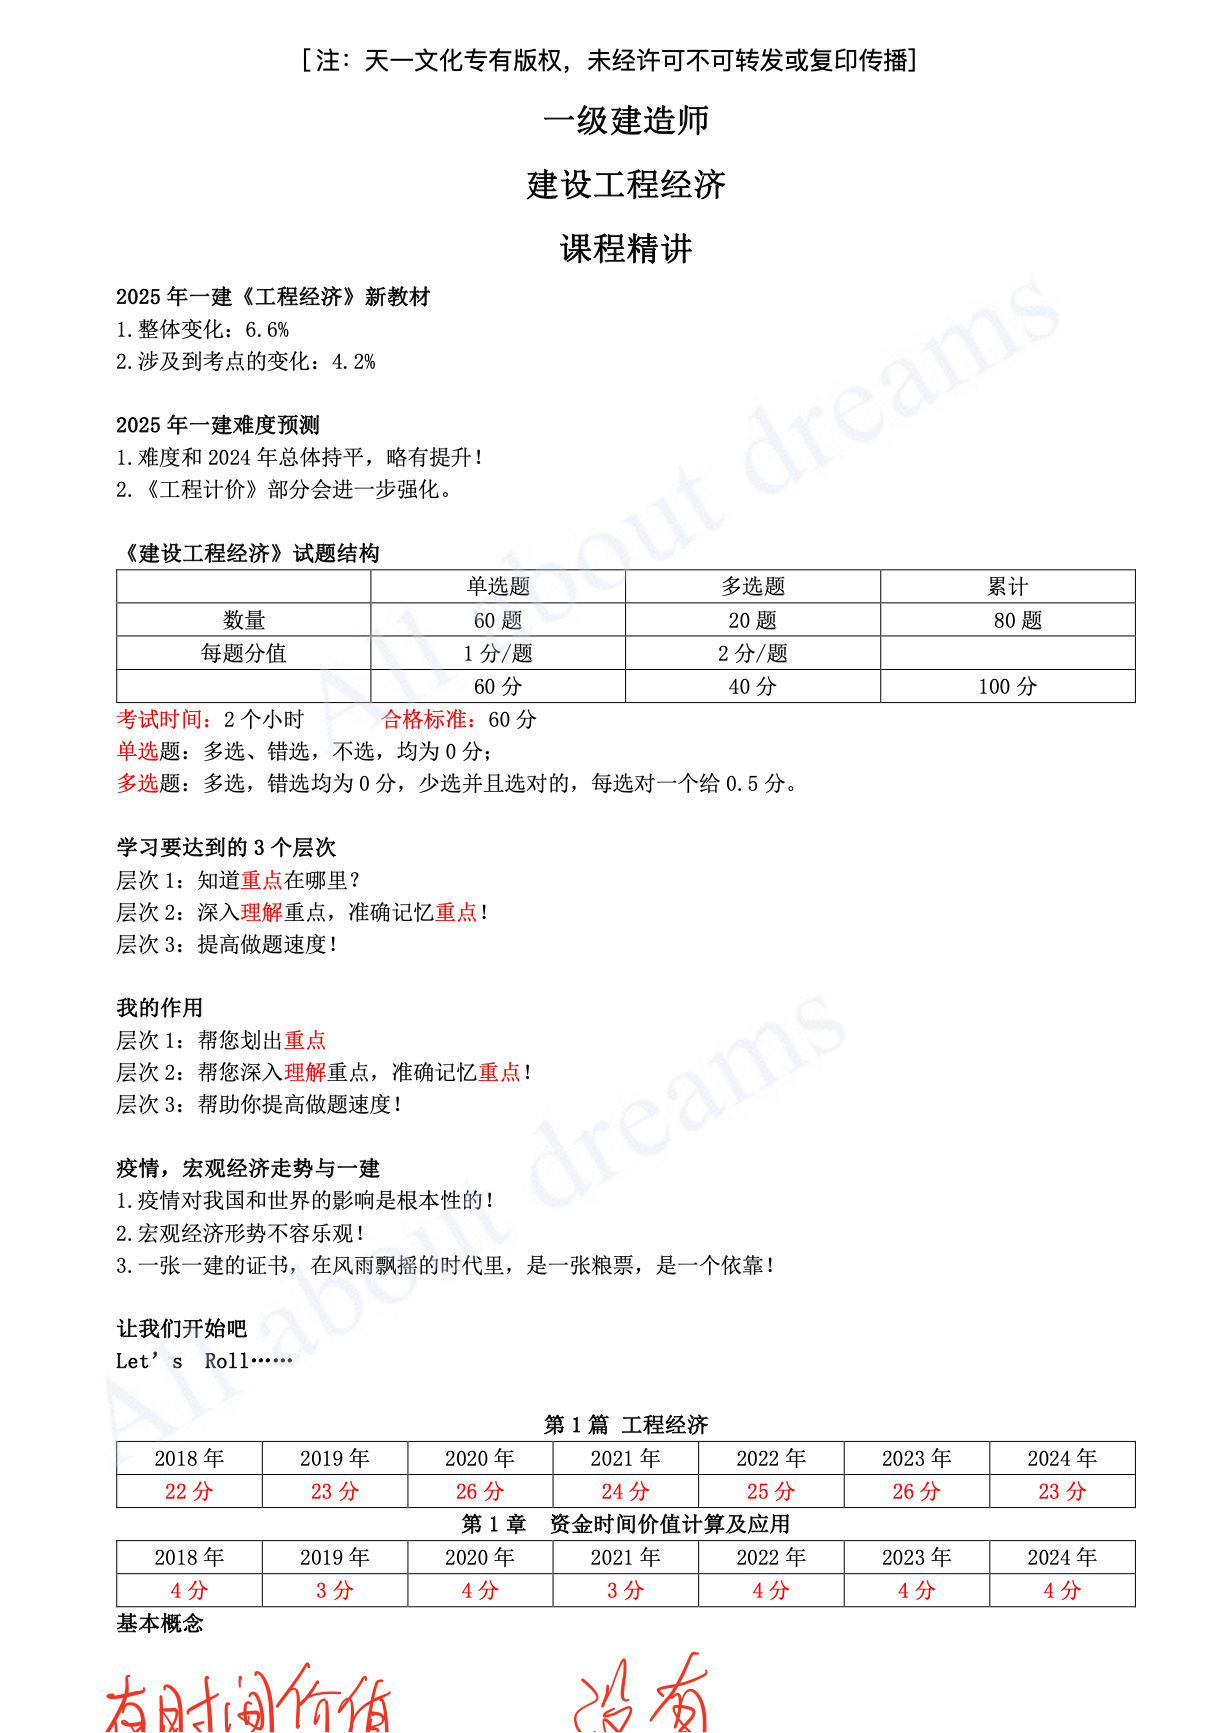 [注：天一文化专有版权，未经许可不可转发或复印传播]
一级建造师
建设工程经济
课程精讲
2025 年一建《工程经济》新教材
1.整体变化：6.6%
2.涉及到考点的变化：4.2%
2025 年一建难度预测
1.难度和 2024 年总体持平，略有提升！
2.《工程计价》部分会进一步强化。
《建设工程经济》试题结构
单选题 多选题 累计
数量 60 题 20 题 80 题
每题分值 1 分/题 2 分/题
60 分 40 分 100 分
考试时间：2 个小时 合格标准：60 分
单选题：多选、错选，不选，均为 0 分；
多选题：多选，错选均为 0 分，少选并且选对的，每选对一个给 0.5 分。
学习要达到的 3 个层次
层次 1：知道重点在哪里？
层次 2：深入理解重点，准确记忆重点！
层次 3：提高做题速度！
我的作用
层次 1：帮您划出重点
层次 2：帮您深入理解重点，准确记忆重点！
层次 3：帮助你提高做题速度！
疫情，宏观经济走势与一建
1.疫情对我国和世界的影响是根本性的！
2.宏观经济形势不容乐观！
3.一张一建的证书，在风雨飘摇的时代里，是一张粮票，是一个依靠！
让我们开始吧
Let’s Roll……
第 1 篇 工程经济
2018 年 2019 年 2020 年 2021 年 2022 年 2023 年 2024 年
22 分 23 分 26 分 24 分 25 分 26 分 23 分
第 1 章 资金时间价值计算及应用
2018 年 2019 年 2020 年 2021 年 2022 年 2023 年 2024 年
4 分 3 分 4 分 3 分 4 分 4 分 4 分
基本概念
有时间价值 没有
All about dreams
All about dreams